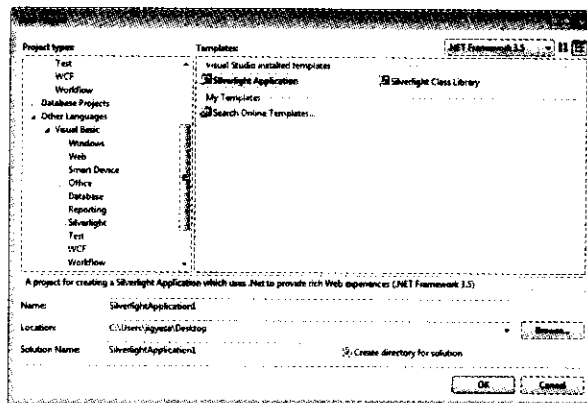 Project types:
Templates:
.NET Framework 3.5
Test
WCF
Workflow
Database Projects
Other Languages
Visual Basic
Windows
Web
Smart Device
Office
Database
Reporting
Silverlight
Test
WCF
Workflow
Visual Studio installed templates
Silverlight Application
Silverlight Class Library
My Templates
Search Online Templates...
A project for creating a Silverlight Application which uses .Net to provide rich Web experiences (.NET Framework 3.5)
Name:
SilverlightApplication1
Location:
C:\Users\jigyasa\Desktop
Browse...
Solution Name:
SilverlightApplication1
Create directory for solution
OK
Cancel